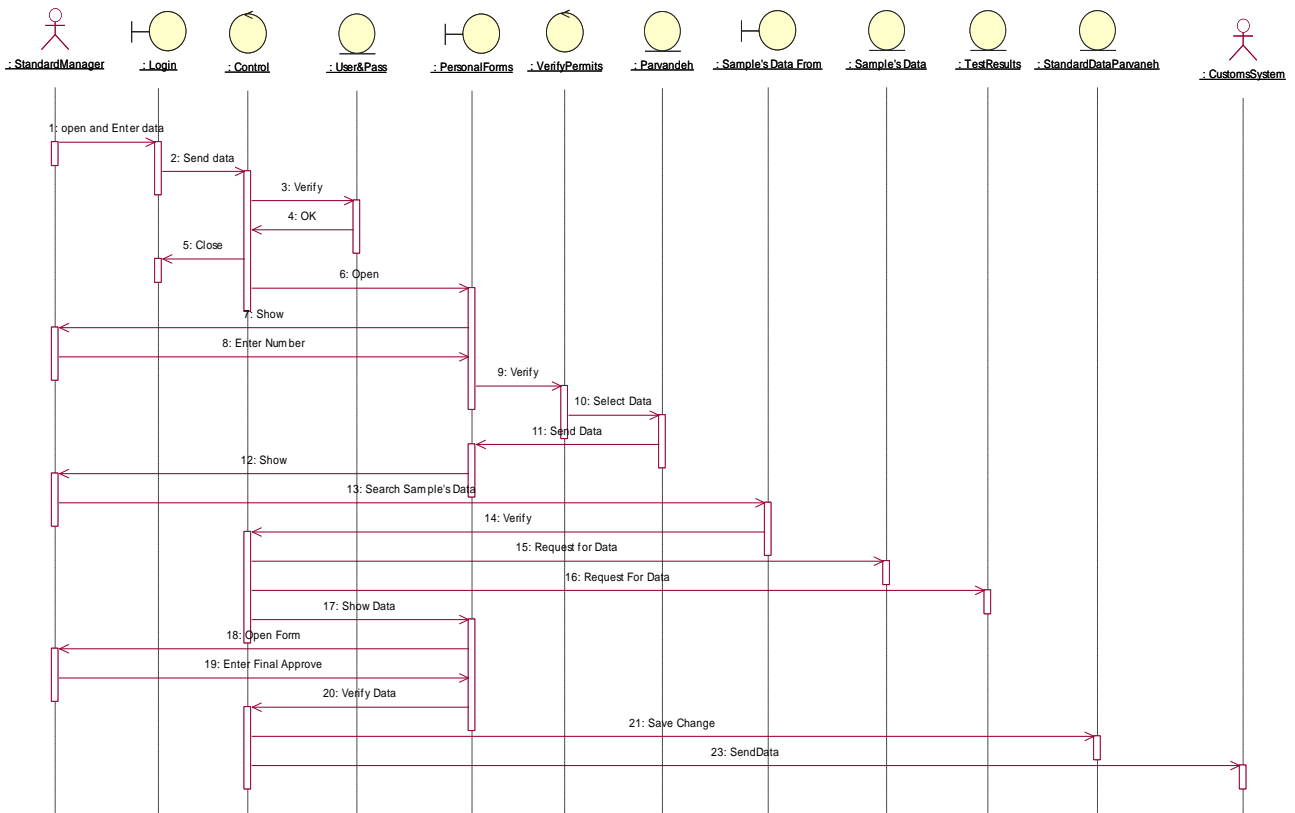 : StandardManager
: Login
: Control
: User&Pass
: PersonalForms
: VerifyPermits
: Parvandeh
: Sample's Data From
: Sample's Data
: TestResults
: StandardDataParvaneh
: CustomsSystem
1: open and Enter data
2: Send data
3: Verify
4: OK
5: Close
6: Open
7: Show
8: Enter Number
9: Verify
10: Select Data
11: Send Data
12: Show
13: Search Sample's Data
14: Verify
15: Request for Data
16: Request For Data
17: Show Data
18: Open Form
19: Enter Final Approve
20: Verify Data
21: Save Change
23: SendData